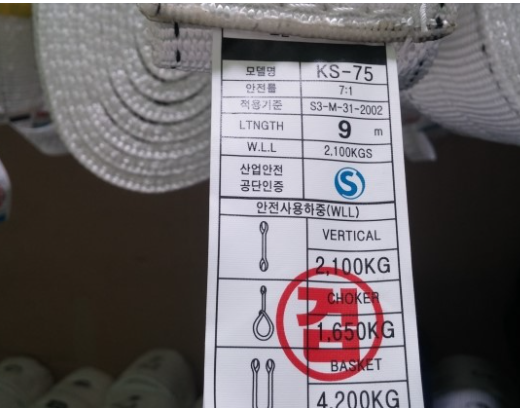 모델명 KS-75
안전률 7:1
적용기준 S3-M-31-2002
LTNGTH 9 m
W.L.L 2,100KGS
산업안전
공단인증 S
안전사용하중(WLL)
VERTICAL
2,100KG
CHOKER
1,650KG
검
BASKET
4,200KG